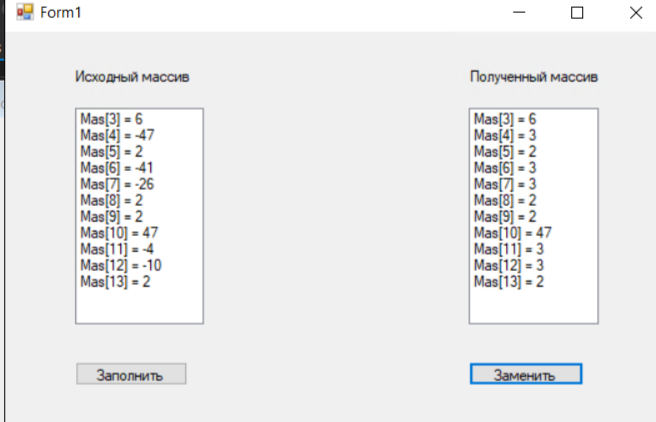 Form1
Исходный массив
Полученный массив
Mas[3] = 6
Mas[4] = -47
Mas[5] = 2
Mas[6] = -41
Mas[7] = -26
Mas[8] = 2
Mas[9] = 2
Mas[10] = 47
Mas[11] = -4
Mas[12] = -10
Mas[13] = 2
Mas[3] = 6
Mas[4] = 3
Mas[5] = 2
Mas[6] = 3
Mas[7] = 3
Mas[8] = 2
Mas[9] = 2
Mas[10] = 47
Mas[11] = 3
Mas[12] = 3
Mas[13] = 2
Заполнить
Заменить